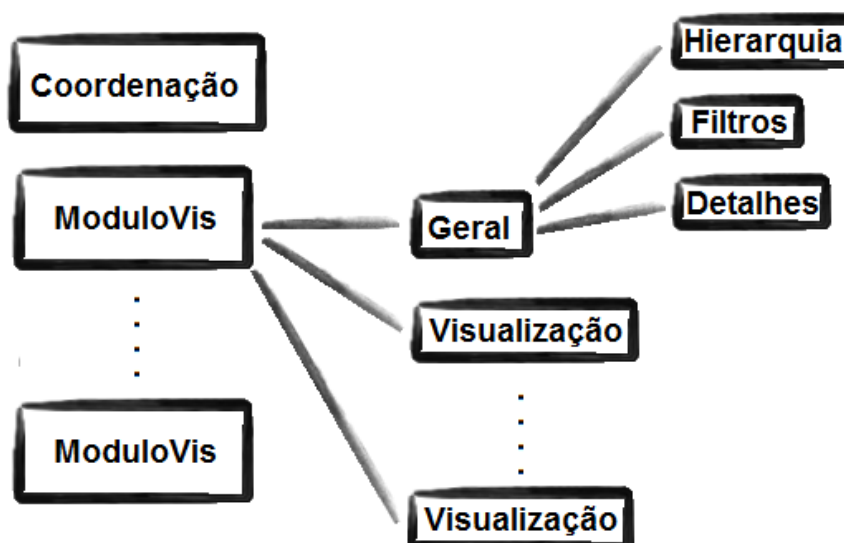 Coordenação
ModuloVis
ModuloVis
Geral
Visualização
Visualização
Hierarquia
Filtros
Detalhes